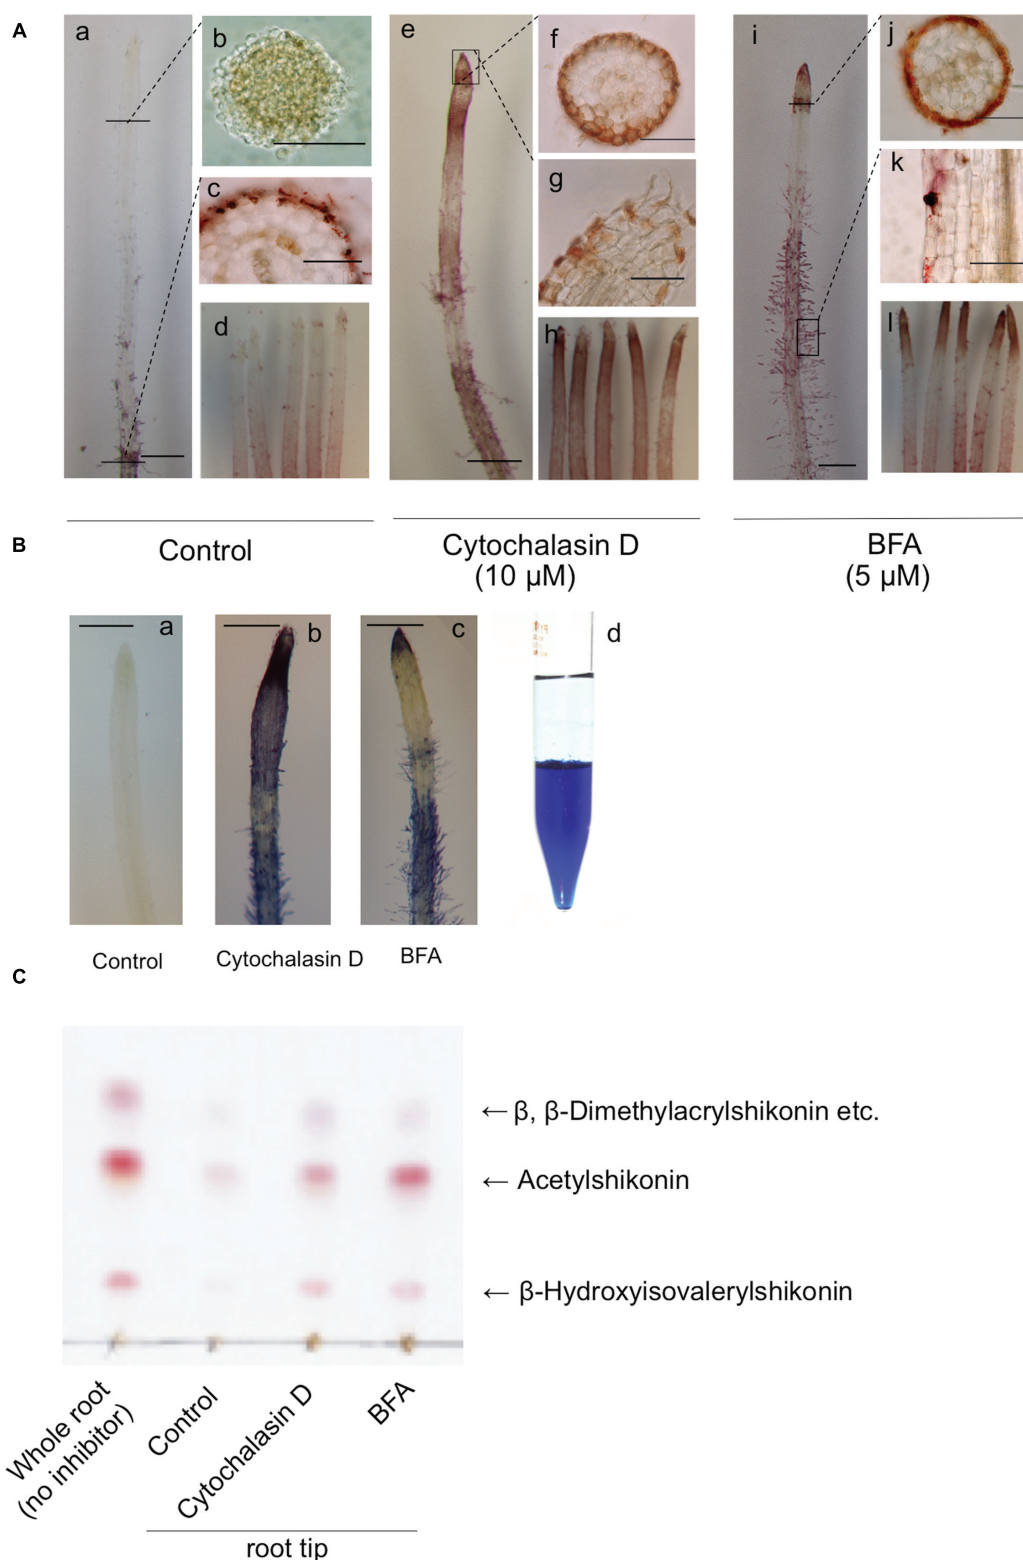 A
a
b
c
d
e
f
g
h
i
j
k
l
Control
Cytochalasin D
(10 µM)
BFA
(5 µM)
B
a
b
c
d
Control
Cytochalasin D
BFA
C
← β, β-Dimethylacrylshikonin etc.
← Acetylshikonin
← β-Hydroxyisovalerylshikonin
Whole root
(no inhibitor)
Control
Cytochalasin D
BFA
root tip